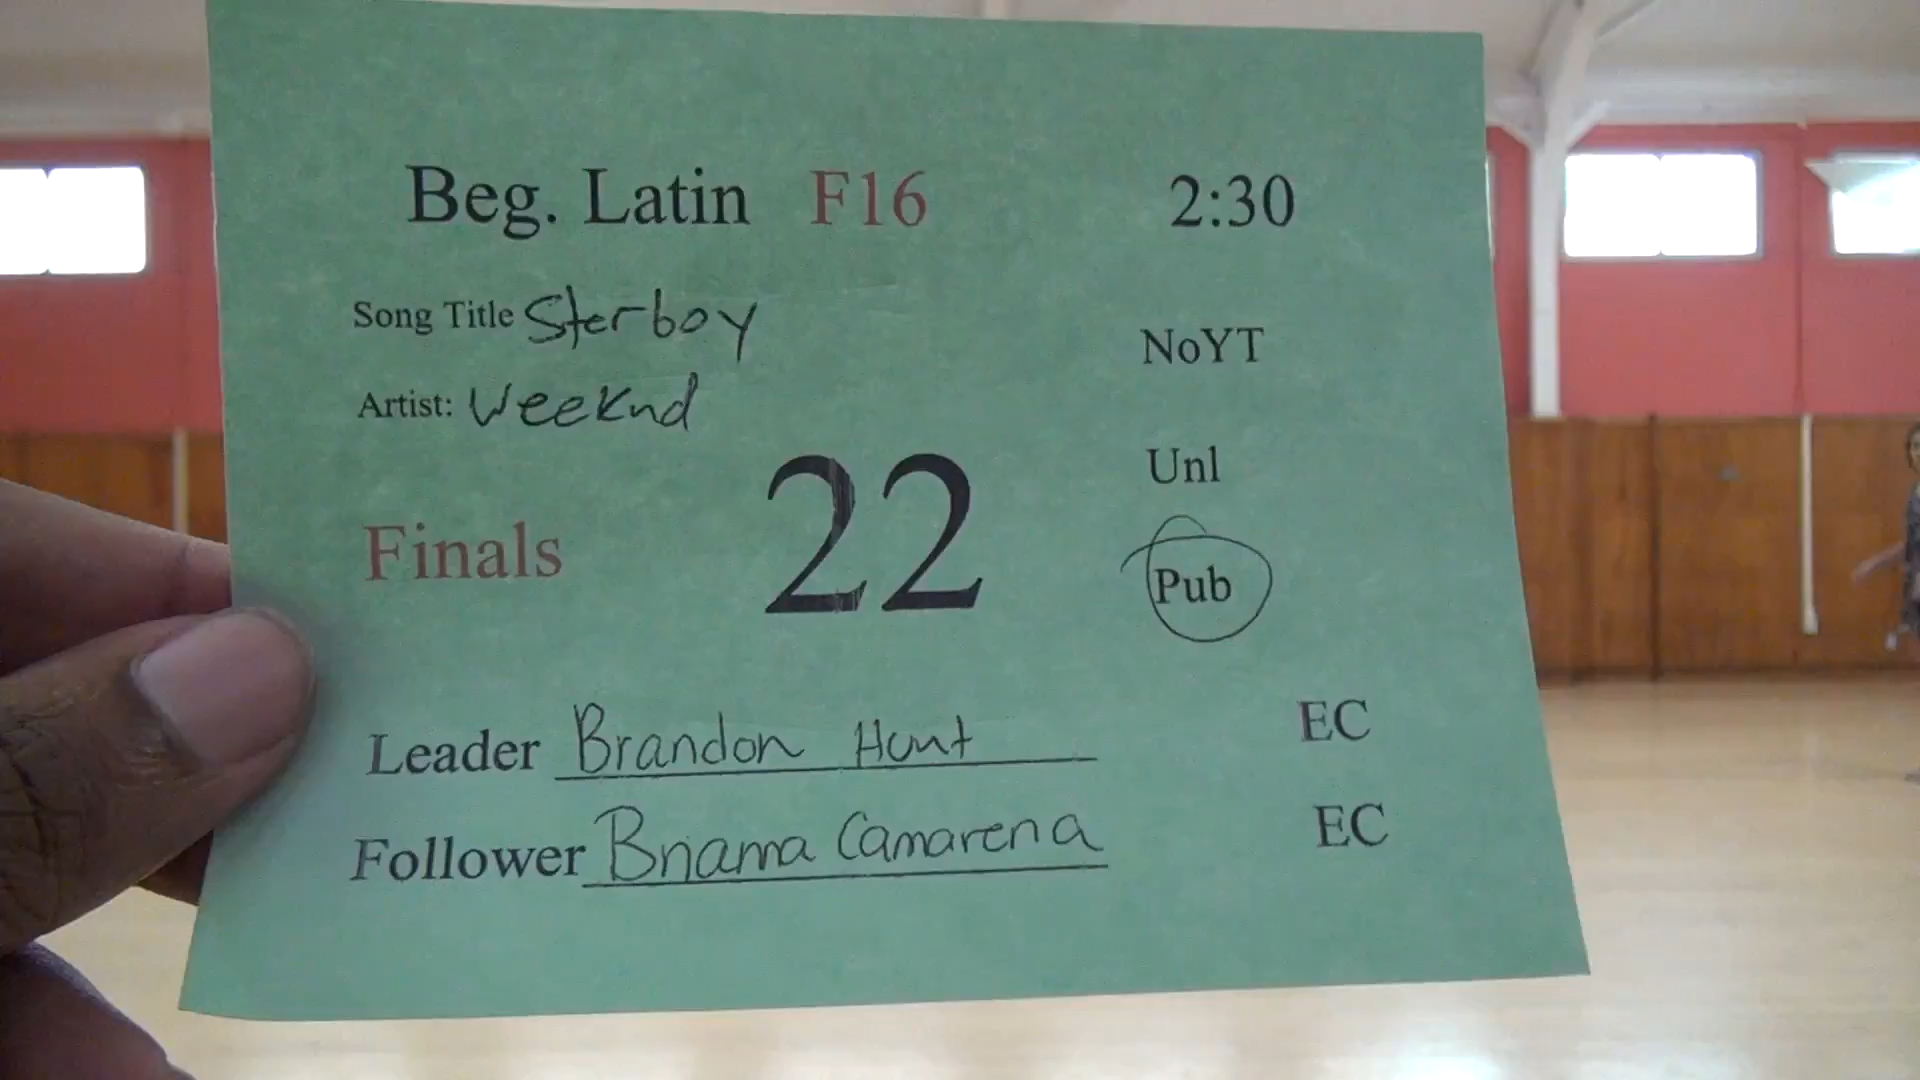 Beg. Latin F16 2:30
Song Title Sterboy
NoYT
Artist: Weeknd
Unl
Finals 22
Pub
Leader Brandon Hunt EC
Follower Brianna Camarena EC